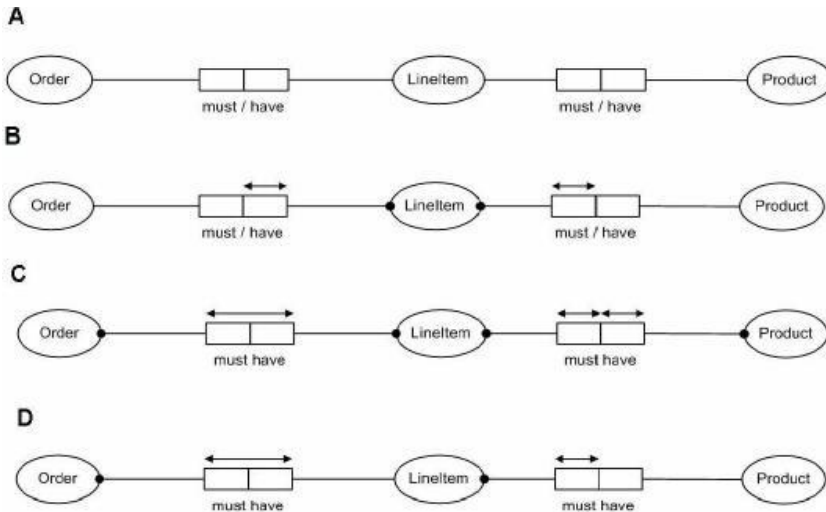 A
Order LineItem Product
must / have must / have
B
Order LineItem Product
must / have must / have
C
Order LineItem Product
must have must have
D
Order LineItem Product
must have must have